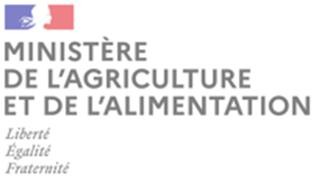 MINISTÈRE
DE L'AGRICULTURE
ET DE L'ALIMENTATION
Liberté
Égalité
Fraternité